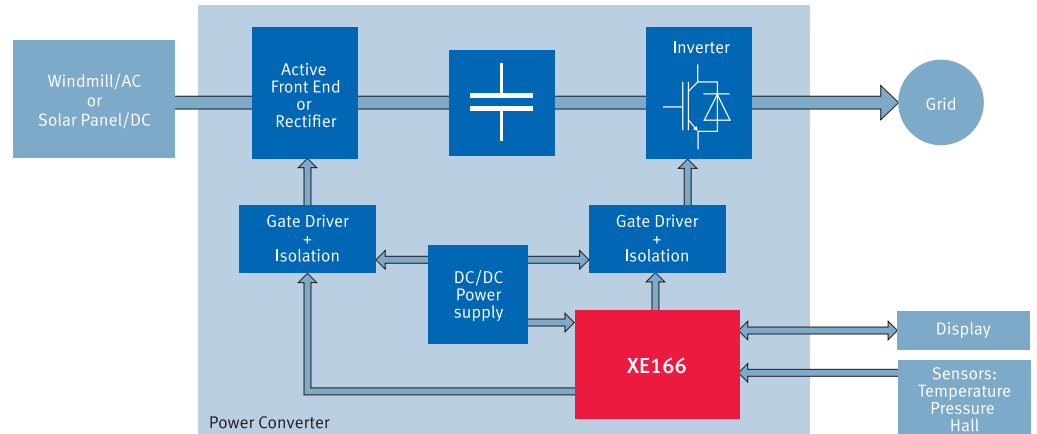 Windmill/AC
or
Solar Panel/DC
Active
Front End
or
Rectifier
Inverter
Grid
Gate Driver
+
Isolation
DC/DC
Power
supply
Gate Driver
+
Isolation
XE166
Display
Sensors:
Temperature
Pressure
Hall
Power Converter